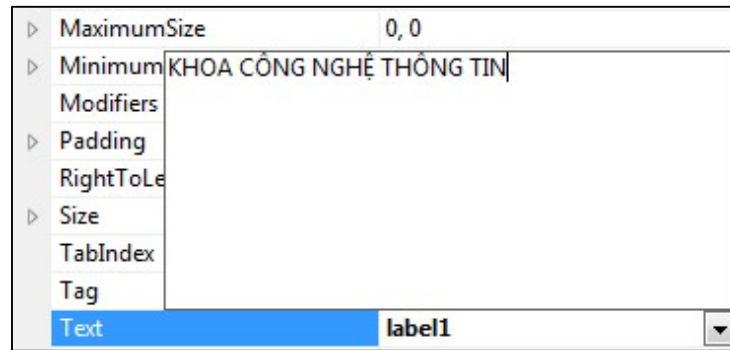 MaximumSize 0, 0
Minimum KHOA CÔNG NGHỆ THÔNG TIN
Modifiers
Padding
RightToLe
Size
TabIndex
Tag
Text label1